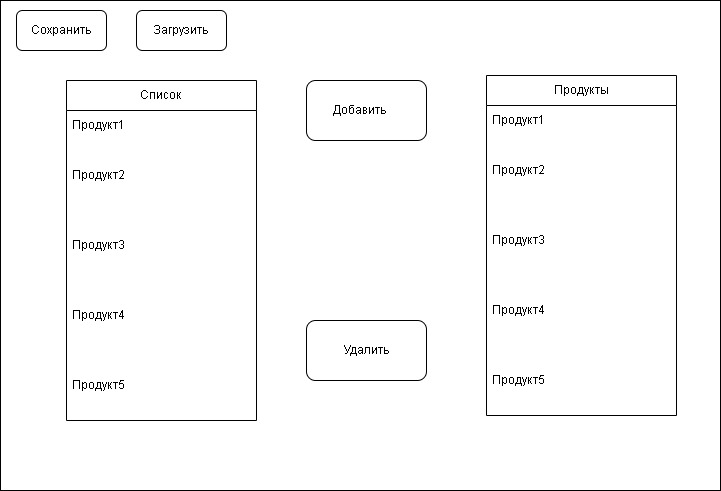 Сохранить
Загрузить
Список
Продукт1
Продукт2
Продукт3
Продукт4
Продукт5
Добавить
Удалить
Продукты
Продукт1
Продукт2
Продукт3
Продукт4
Продукт5